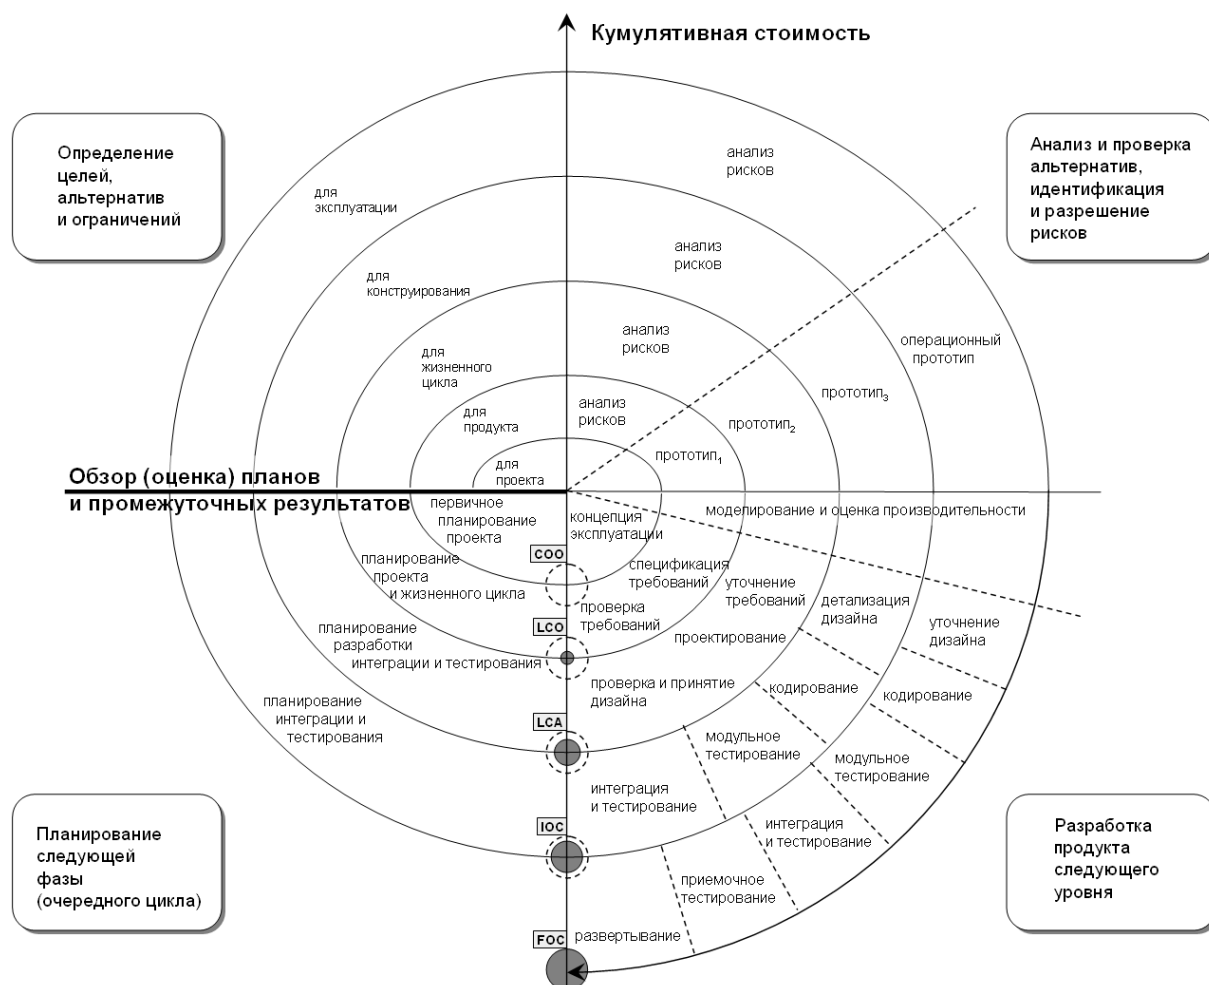 Кумулятивная стоимость
Определение
целей,
альтернатив
и ограничений
Анализ и проверка
альтернатив,
идентификация
и разрешение
рисков
анализ
рисков
для
эксплуатации
анализ
рисков
для
конструирования
анализ
рисков
операционный
прототип
для
жизненного
цикла
прототип3
анализ
рисков
для
продукта
прототип2
прототип1
для
проекта
Обзор (оценка) планов
и промежуточных результатов
первичное
планирование
проекта
концепция
эксплуатации
моделирование и оценка производительности
COO
планирование
проекта
и жизненного цикла
спецификация
требований
уточнение
требований
детализация
дизайна
уточнение
дизайна
LCO
проверка
требований
проектирование
планирование
разработки
интеграции и тестирования
проверка и принятие
дизайна
кодирование
кодирование
LCA
планирование
интеграции и
тестирования
модульное
тестирование
модульное
тестирование
интеграция
и тестирование
IOC
интеграция
и тестирование
Планирование
следующей
фазы
(очередного цикла)
Разработка
продукта
следующего
уровня
приемочное
тестирование
FOC
развертывание